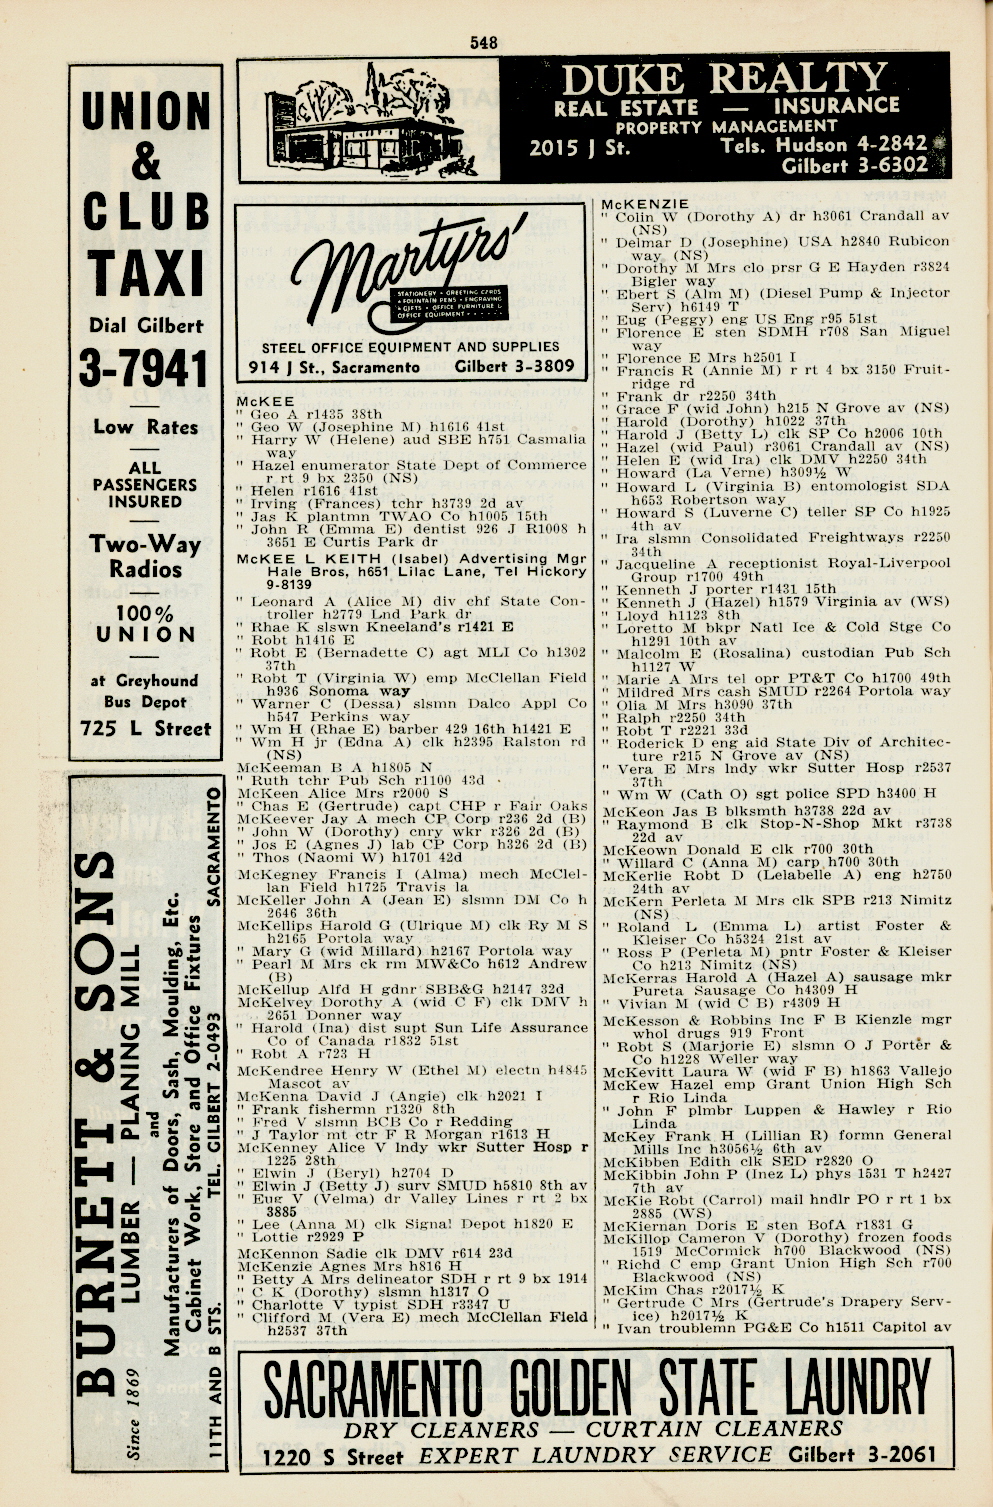 548
UNION
&
CLUB
TAXI
Dial Gilbert
3-7941
Low Rates
ALL
PASSENGERS
INSURED
Two-Way
Radios
100%
UNION
at Greyhound
Bus Depot
725 L Street
BURNETT & SONS
Since 1869
LUMBER — PLANING MILL
Manufacturers of Doors, Sash, Moulding, Etc.
and
Cabinet Work, Store and Office Fixtures
11TH AND B STS. TEL. GILBERT 2-0493 SACRAMENTO
DUKE REALTY
REAL ESTATE — INSURANCE
PROPERTY MANAGEMENT
2015 J St. Tels. Hudson 4-2842
Gilbert 3-6302
Martyrs'
STATIONERY • GREETING CARDS
• FOUNTAIN PENS • ENGRAVING
• GIFTS • OFFICE FURNITURE &
OFFICE EQUIPMENT
STEEL OFFICE EQUIPMENT AND SUPPLIES
914 J St., Sacramento Gilbert 3-3809
McKEE
" Geo A r1435 38th
" Geo W (Josephine M) h1616 41st
" Harry W (Helene) aud SBE h751 Casmalia
way
" Hazel enumerator State Dept of Commerce
r rt 9 bx 2350 (NS)
" Helen r1616 41st
" Irving (Frances) tchr h3739 2d av
" Jas K plantmn TWAO Co h1005 15th
" John R (Emma E) dentist 926 J R1008 h
3651 E Curtis Park dr
McKEE L KEITH (Isabel) Advertising Mgr
Hale Bros, h651 Lilac Lane, Tel Hickory
9-8139
" Leonard A (Alice M) div chf State Con-
troller h2779 Lnd Park dr
" Rhae K slswn Kneeland's r1421 E
" Robt h1416 E
" Robt E (Bernadette C) agt MLI Co h1302
37th
" Robt T (Virginia W) emp McClellan Field
h936 Sonoma way
" Warner C (Dessa) slsmn Dalco Appl Co
h547 Perkins way
" Wm H (Rhae E) barber 429 16th h1421 E
" Wm H jr (Edna A) clk h2395 Ralston rd
(NS)
McKeeman B A h1805 N
" Ruth tchr Pub Sch r1100 43d
McKeen Alice Mrs r2000 S
" Chas E (Gertrude) capt CHP r Fair Oaks
McKeever Jay A mech CP Corp r236 2d (B)
" John W (Dorothy) cnry wkr r326 2d (B)
" Jos E (Agnes J) lab CP Corp h326 2d (B)
" Thos (Naomi W) h1701 42d
McKegney Francis I (Alma) mech McClel-
lan Field h1725 Travis la
McKeller John A (Jean E) slsmn DM Co h
2646 36th
McKellips Harold G (Ulrique M) clk Ry M S
h2165 Portola way
" Mary G (wid Millard) h2167 Portola way
" Pearl M Mrs ck rm MW&Co h612 Andrew
(B)
McKellup Alfd H gdnr SBB&G h2147 32d
McKelvey Dorothy A (wid C F) clk DMV h
2651 Donner way
" Harold (Ina) dist supt Sun Life Assurance
Co of Canada r1832 51st
" Robt A r723 H
McKendree Henry W (Ethel M) electn h4845
Mascot av
McKenna David J (Angie) clk h2021 I
" Frank fishermn r1320 8th
" Fred V slsmn BCB Co r Redding
" J Taylor mt ctr F R Morgan r1613 H
McKenney Alice V lndy wkr Sutter Hosp r
1225 28th
" Elwin J (Beryl) h2704 D
" Elwin J (Betty J) surv SMUD h5810 8th av
" Eug V (Velma) dr Valley Lines r rt 2 bx
3885
" Lee (Anna M) clk Signal Depot h1820 E
" Lottie r2929 P
McKennon Sadie clk DMV r614 23d
McKenzie Agnes Mrs h816 H
" Betty A Mrs delineator SDH r rt 9 bx 1914
" C K (Dorothy) slsmn h1317 O
" Charlotte V typist SDH r3347 U
" Clifford M (Vera E) mech McClellan Field
h2537 37th
McKENZIE
" Colin W (Dorothy A) dr h3061 Crandall av
(NS)
" Delmar D (Josephine) USA h2840 Rubicon
way (NS)
" Dorothy M Mrs clo prsr G E Hayden r3824
Bigler way
" Ebert S (Alm M) (Diesel Pump & Injector
Serv) h6149 T
" Eug (Peggy) eng US Eng r95 51st
" Florence E sten SDMH r708 San Miguel
way
" Florence E Mrs h2501 I
" Francis R (Annie M) r rt 4 bx 3150 Fruit-
ridge rd
" Frank dr r2250 34th
" Grace F (wid John) h215 N Grove av (NS)
" Harold (Dorothy) h1022 37th
" Harold J (Betty L) clk SP Co h2006 10th
" Hazel (wid Paul) r3061 Crandall av (NS)
" Helen E (wid Ira) clk DMV h2250 34th
" Howard (La Verne) h309½ W
" Howard L (Virginia B) entomologist SDA
h653 Robertson way
" Howard S (Luverne C) teller SP Co h1925
4th av
" Ira slsmn Consolidated Freightways r2250
34th
" Jacqueline A receptionist Royal-Liverpool
Group r1700 49th
" Kenneth J porter r1431 15th
" Kenneth J (Hazel) h1579 Virginia av (WS)
" Lloyd h1123 8th
" Loretto M bkpr Natl Ice & Cold Stge Co
h1291 10th av
" Malcolm E (Rosalina) custodian Pub Sch
h1127 W
" Marie A Mrs tel opr PT&T Co h1700 49th
" Mildred Mrs cash SMUD r2264 Portola way
" Olia M Mrs h3090 37th
" Ralph r2250 34th
" Robt T r2221 33d
" Roderick D eng aid State Div of Architec-
ture r215 N Grove av (NS)
" Vera E Mrs lndy wkr Sutter Hosp r2537
37th
" Wm W (Cath O) sgt police SPD h3400 H
McKeon Jas B blksmth h3738 22d av
" Raymond B clk Stop-N-Shop Mkt r3738
22d av
McKeown Donald E clk r700 30th
" Willard C (Anna M) carp h700 30th
McKerlie Robt D (Lelabelle A) eng h2750
24th av
McKern Perleta M Mrs clk SPB r213 Nimitz
(NS)
" Roland L (Emma L) artist Foster &
Kleiser Co h5324 21st av
" Ross P (Perleta M) pntr Foster & Kleiser
Co h213 Nimitz (NS)
McKerras Harold A (Hazel A) sausage mkr
Pureta Sausage Co h4309 H
" Vivian M (wid C B) r4309 H
McKesson & Robbins Inc F B Kienzle mgr
whol drugs 919 Front
" Robt S (Marjorie E) slsmn O J Porter &
Co h1228 Weller way
McKevitt Laura W (wid F B) h1863 Vallejo
McKew Hazel emp Grant Union High Sch
r Rio Linda
" John F plmbr Luppen & Hawley r Rio
Linda
McKey Frank H (Lillian R) formn General
Mills Inc h3056½ 6th av
McKibben Edith clk SED r2820 O
McKibbin John P (Inez L) phys 1531 T h2427
7th av
McKie Robt (Carrol) mail hndlr PO r rt 1 bx
2885 (WS)
McKiernan Doris E sten BofA r1831 G
McKillop Cameron V (Dorothy) frozen foods
1519 McCormick h700 Blackwood (NS)
" Richd C emp Grant Union High Sch r700
Blackwood (NS)
McKim Chas r2017½ K
" Gertrude C Mrs (Gertrude's Drapery Serv-
ice) h2017½ K
" Ivan troublemn PG&E Co h1511 Capitol av
SACRAMENTO GOLDEN STATE LAUNDRY
DRY CLEANERS — CURTAIN CLEANERS
1220 S Street EXPERT LAUNDRY SERVICE Gilbert 3-2061